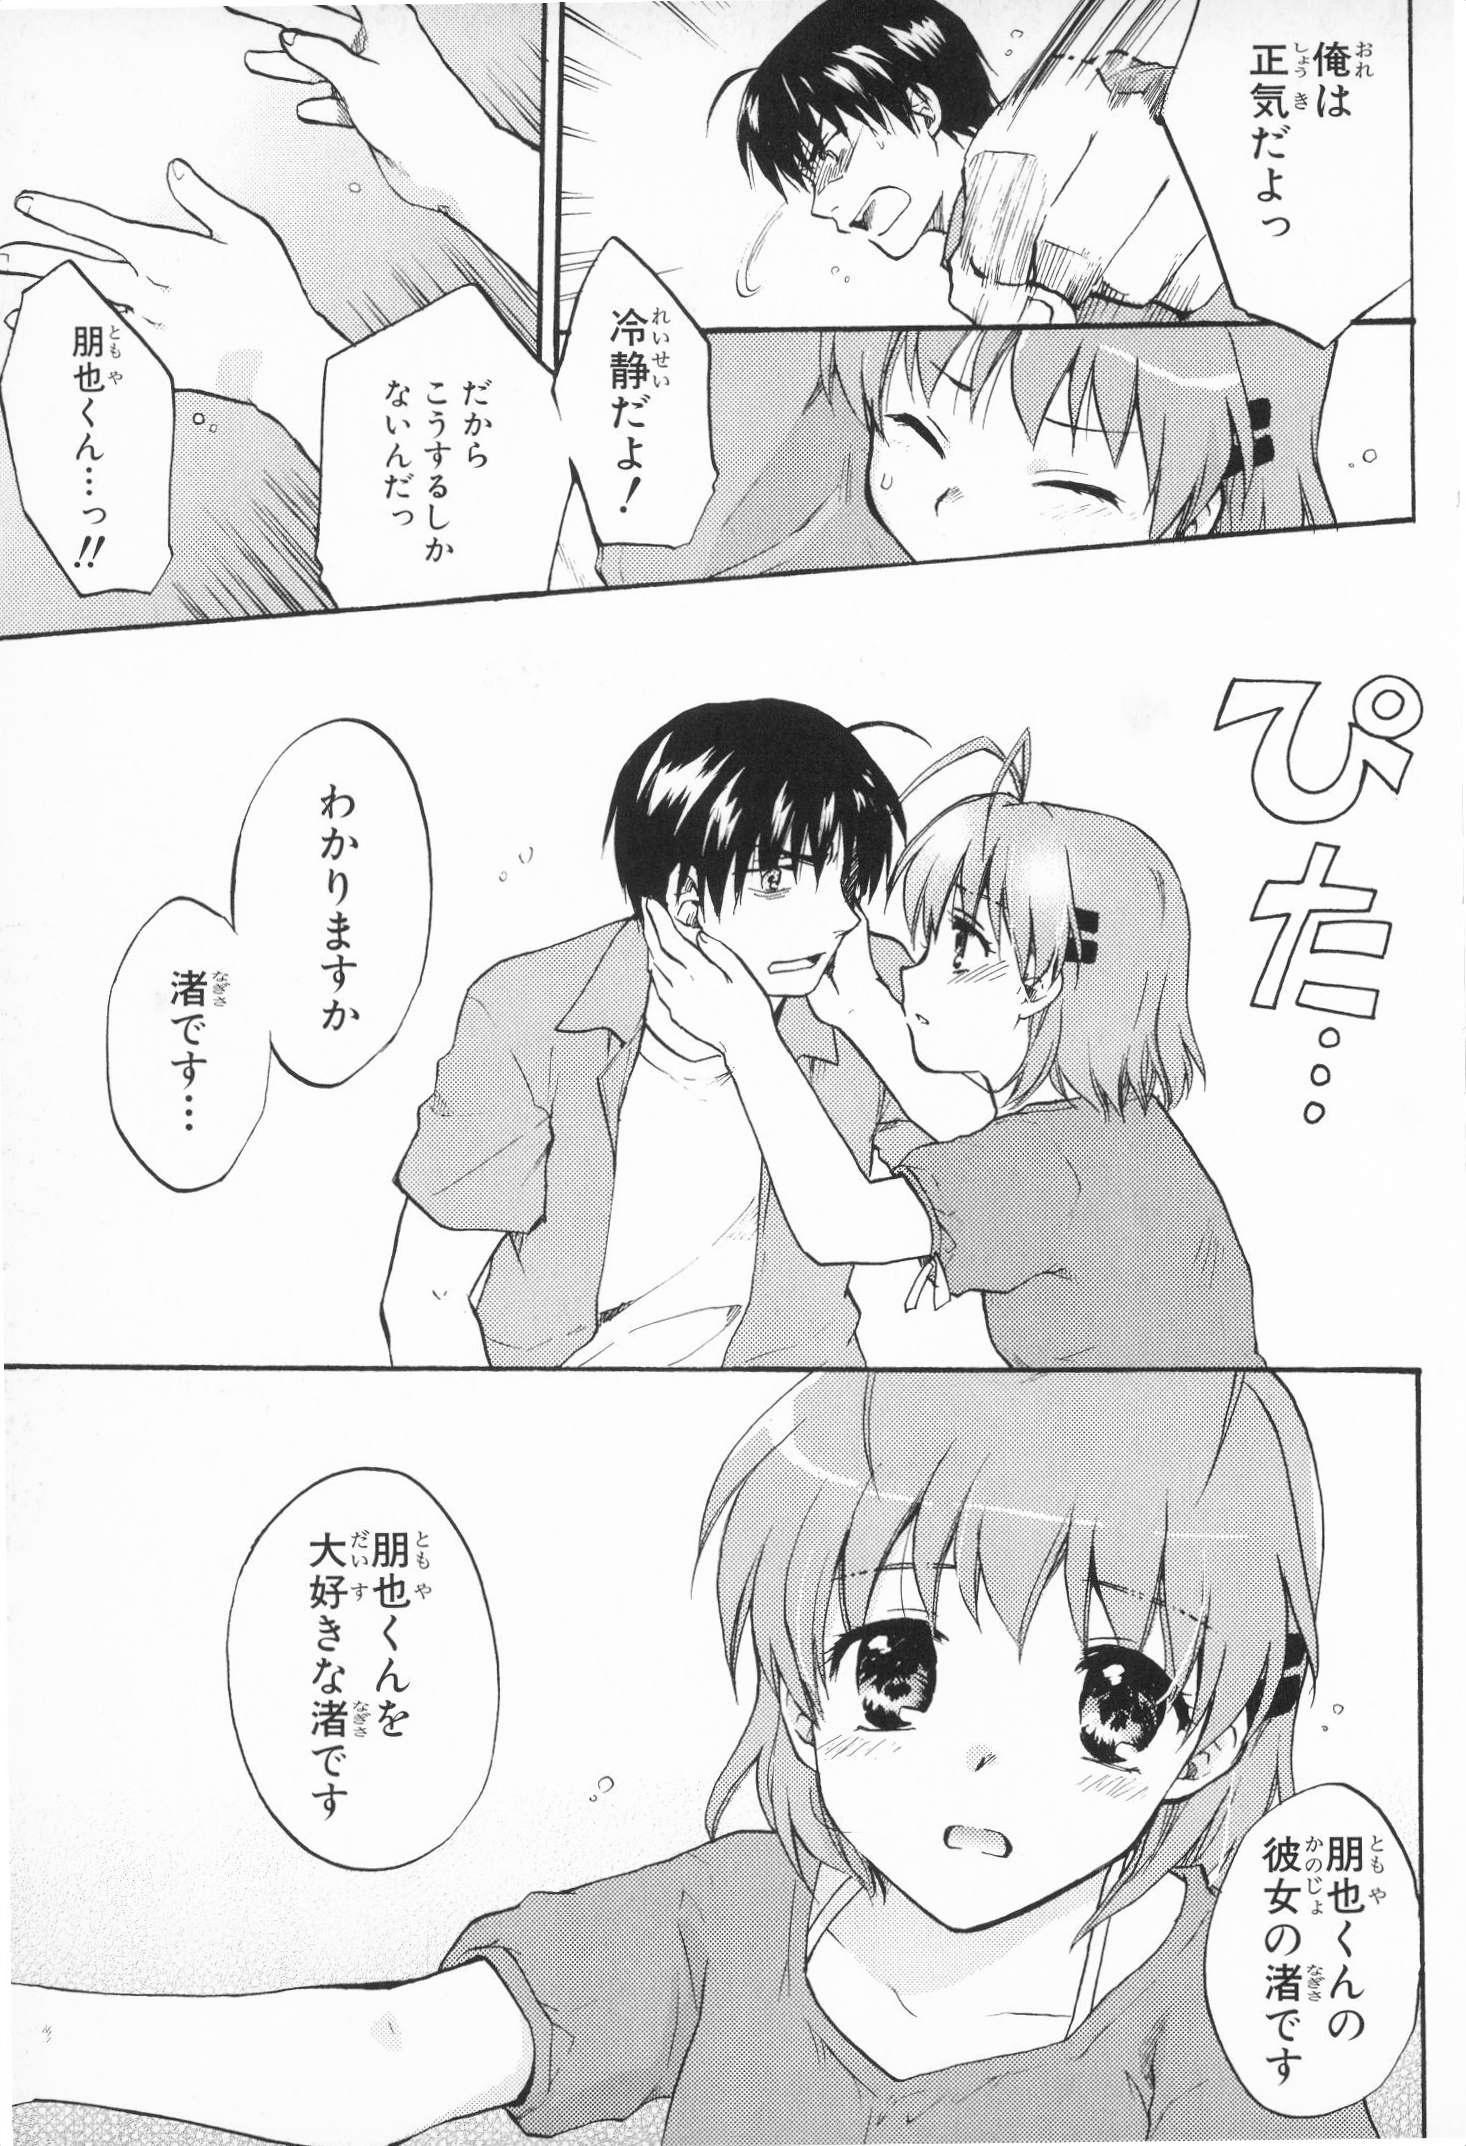 俺は
正気だよっ
冷静だよ！
だから
こうするしか
ないんだっ
朋也くん…っ!!
ぴた…
わかりますか
渚です…
朋也くんの
彼女の渚です
朋也くんを
大好きな渚です